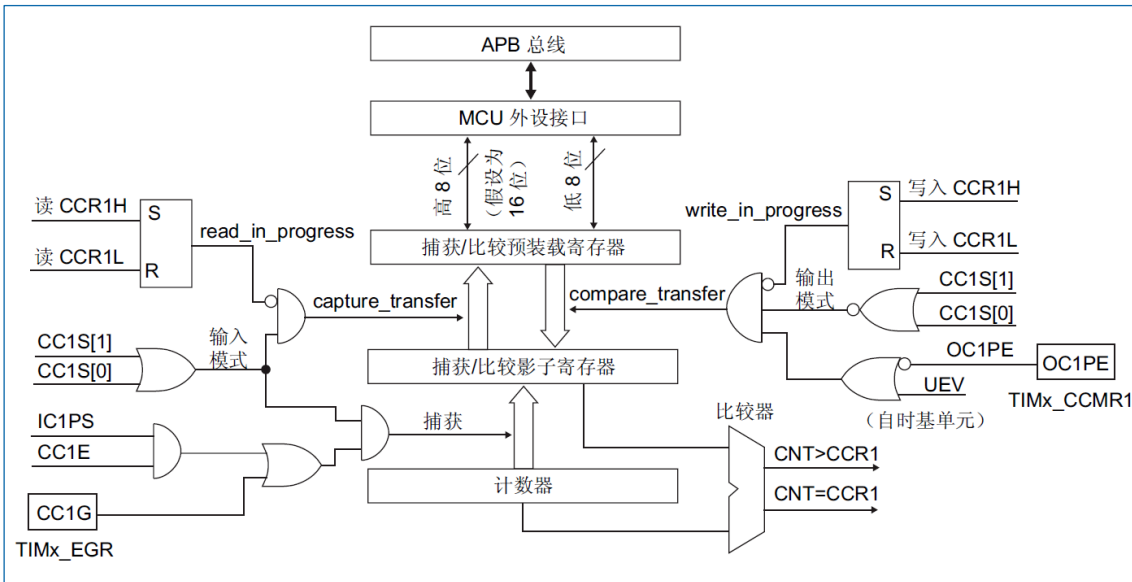 APB 总线
MCU 外设接口
高 8 位
(假设为
16 位)
低 8 位
读 CCR1H
S
读 CCR1L
R
read_in_progress
write_in_progress
S
写入 CCR1H
R
写入 CCR1L
捕获/比较预装载寄存器
capture_transfer
compare_transfer
输出
模式
CC1S[1]
CC1S[0]
CC1S[1]
CC1S[0]
输入
模式
捕获/比较影子寄存器
OC1PE
OC1PE
UEV
TIMx_CCMR1
(自时基单元)
IC1PS
CC1E
捕获
比较器
CNT>CCR1
CNT=CCR1
计数器
CC1G
TIMx_EGR